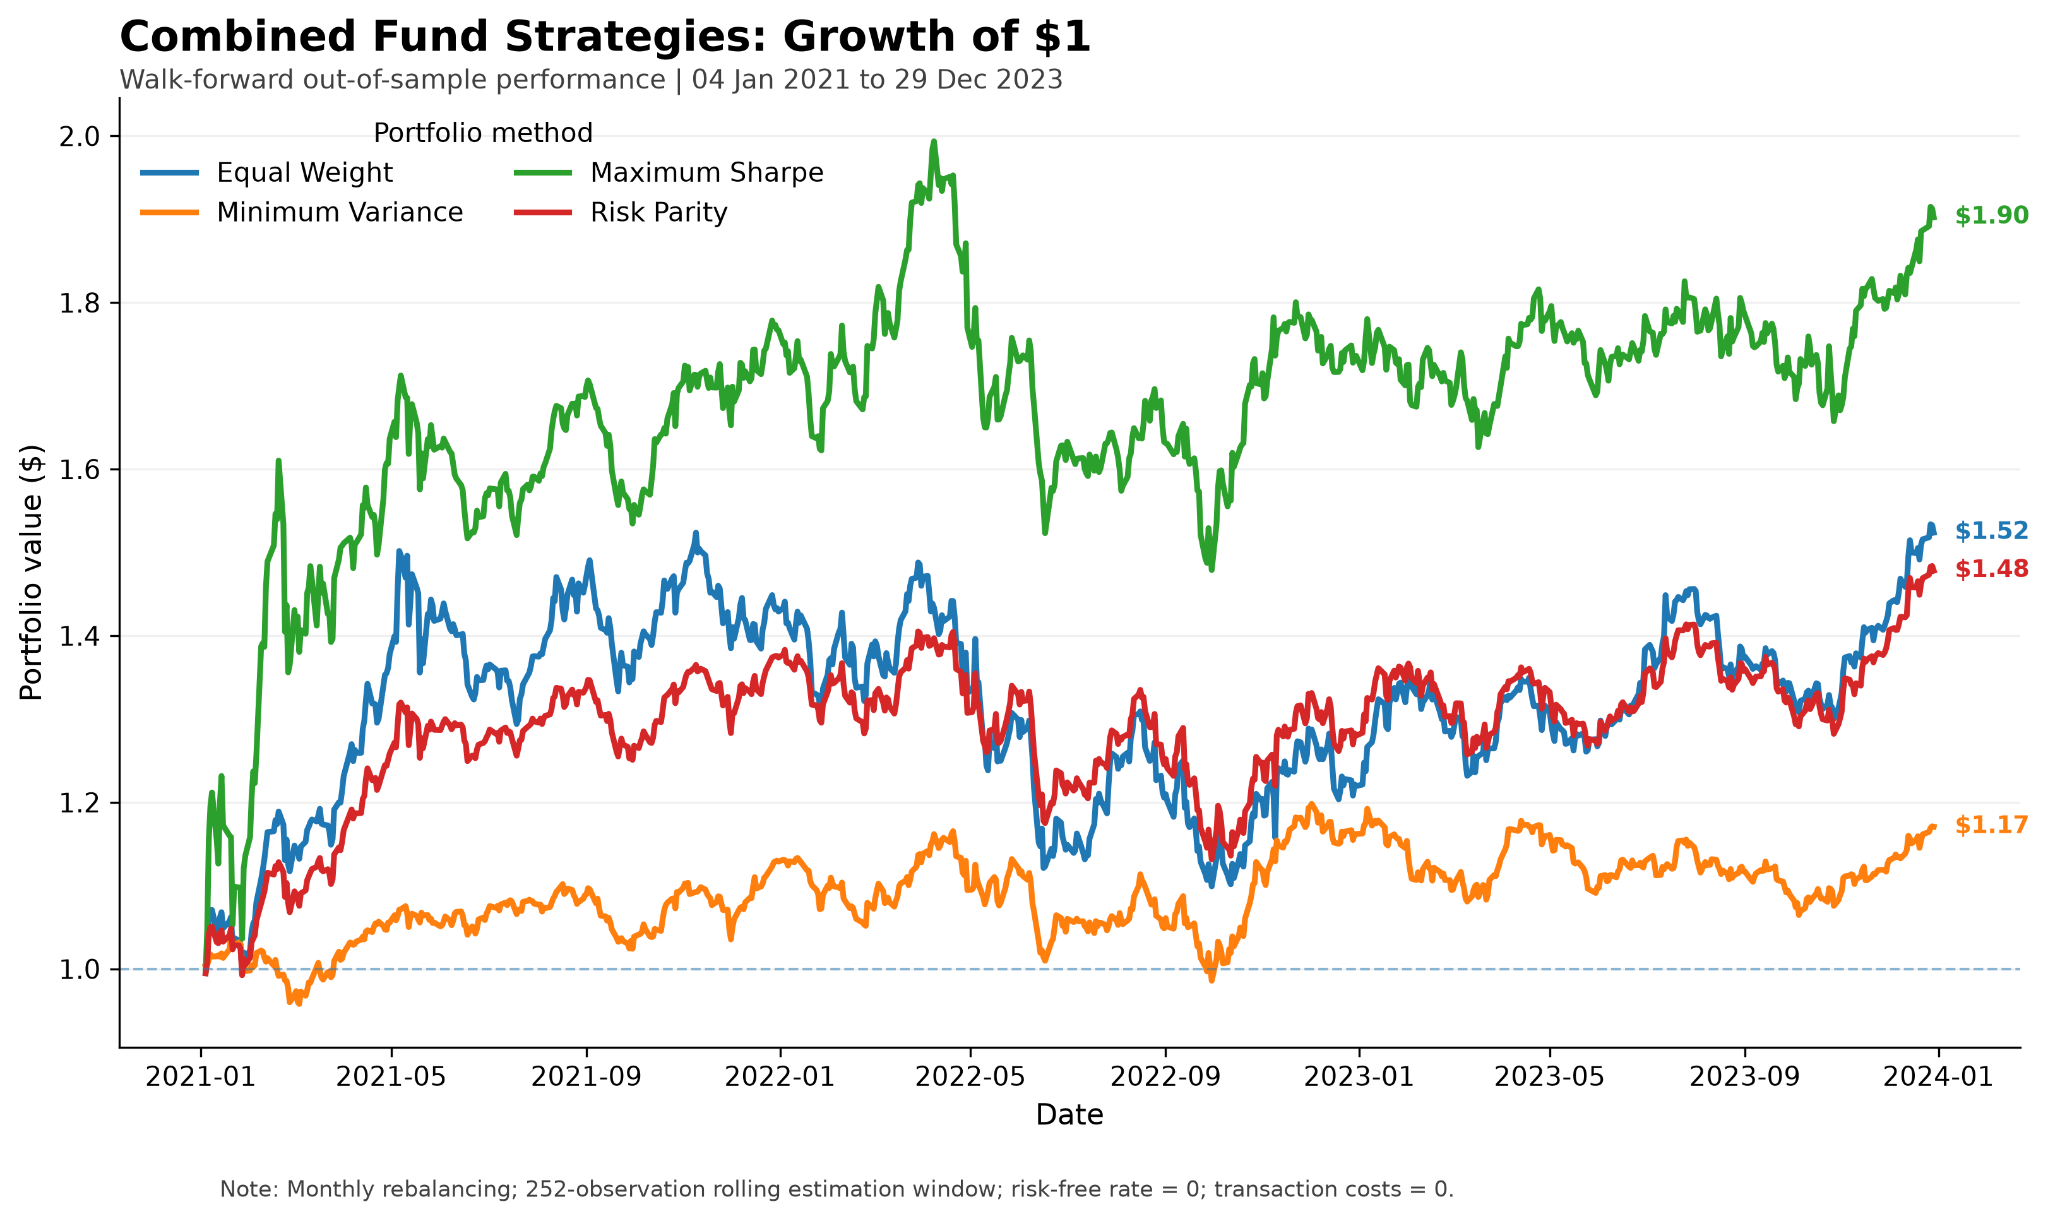 Combined Fund Strategies: Growth of $1
Walk-forward out-of-sample performance | 04 Jan 2021 to 29 Dec 2023
Portfolio method
Equal Weight
Maximum Sharpe
Minimum Variance
Risk Parity
Portfolio value ($)
2.0
1.8
1.6
1.4
1.2
1.0
$1.90
$1.52
$1.48
$1.17
2021-01 2021-05 2021-09 2022-01 2022-05 2022-09 2023-01 2023-05 2023-09 2024-01
Date
Note: Monthly rebalancing; 252-observation rolling estimation window; risk-free rate = 0; transaction costs = 0.